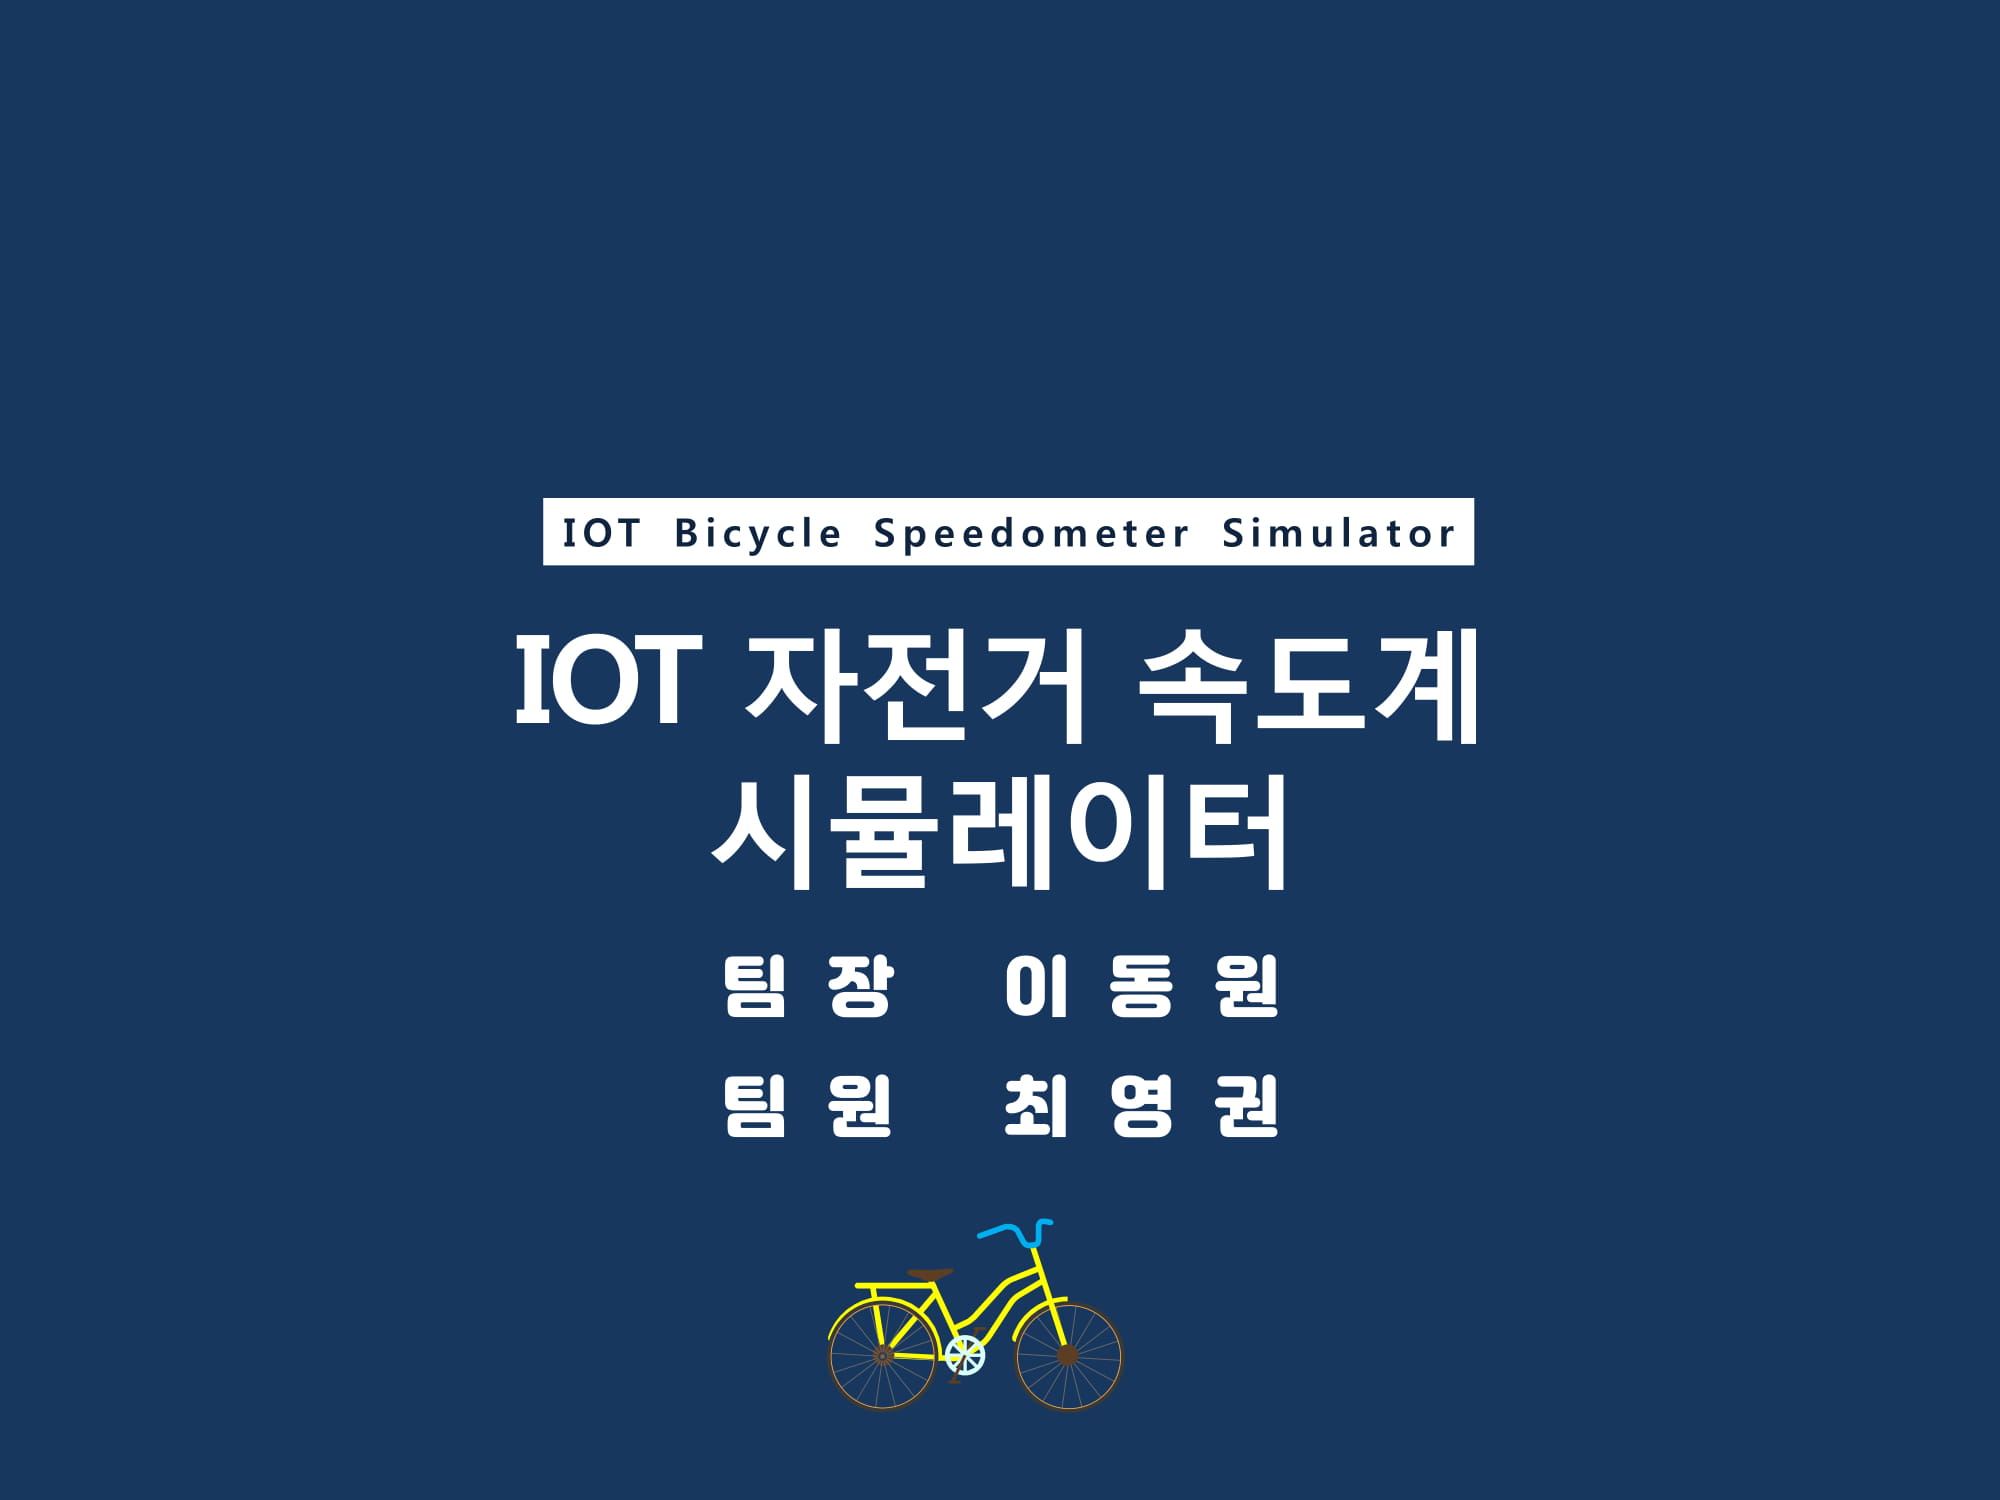 IOT Bicycle Speedometer Simulator
IOT 자전거 속도계
시뮬레이터
팀장 이동원
팀원 최영권